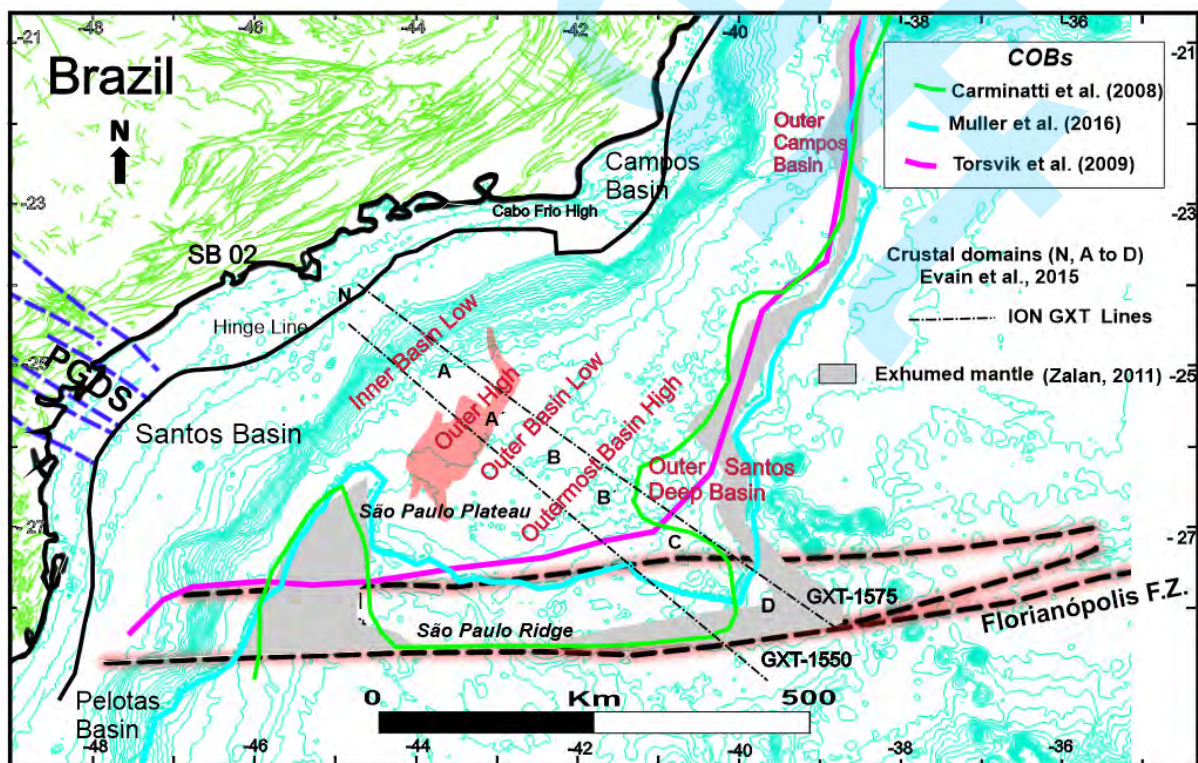 -48
-46
-44
-42
-40
-38
-36
-21
-21
Brazil
N
COBs
Carminatti et al. (2008)
Muller et al. (2016)
Torsvik et al. (2009)
Outer
Campos
Basin
Campos
Basin
-23
-23
Cabo Frio High
SB 02
Crustal domains (N, A to D)
Evain et al., 2015
N
ION GXT Lines
Hinge Line
Inner Basin Low
A
-25
-25
PGDS
Exhumed mantle (Zalan, 2011)
Outer High
A'
Outer Basin Low
Santos Basin
B
Outermost Basin High
Outer Santos
Deep Basin
B
São Paulo Plateau
-27
-27
C
GXT-1575
D
Florianópolis F.Z.
São Paulo Ridge
GXT-1550
Pelotas
Basin
0 Km 500
-48
-46
-44
-42
-40
-38
-36